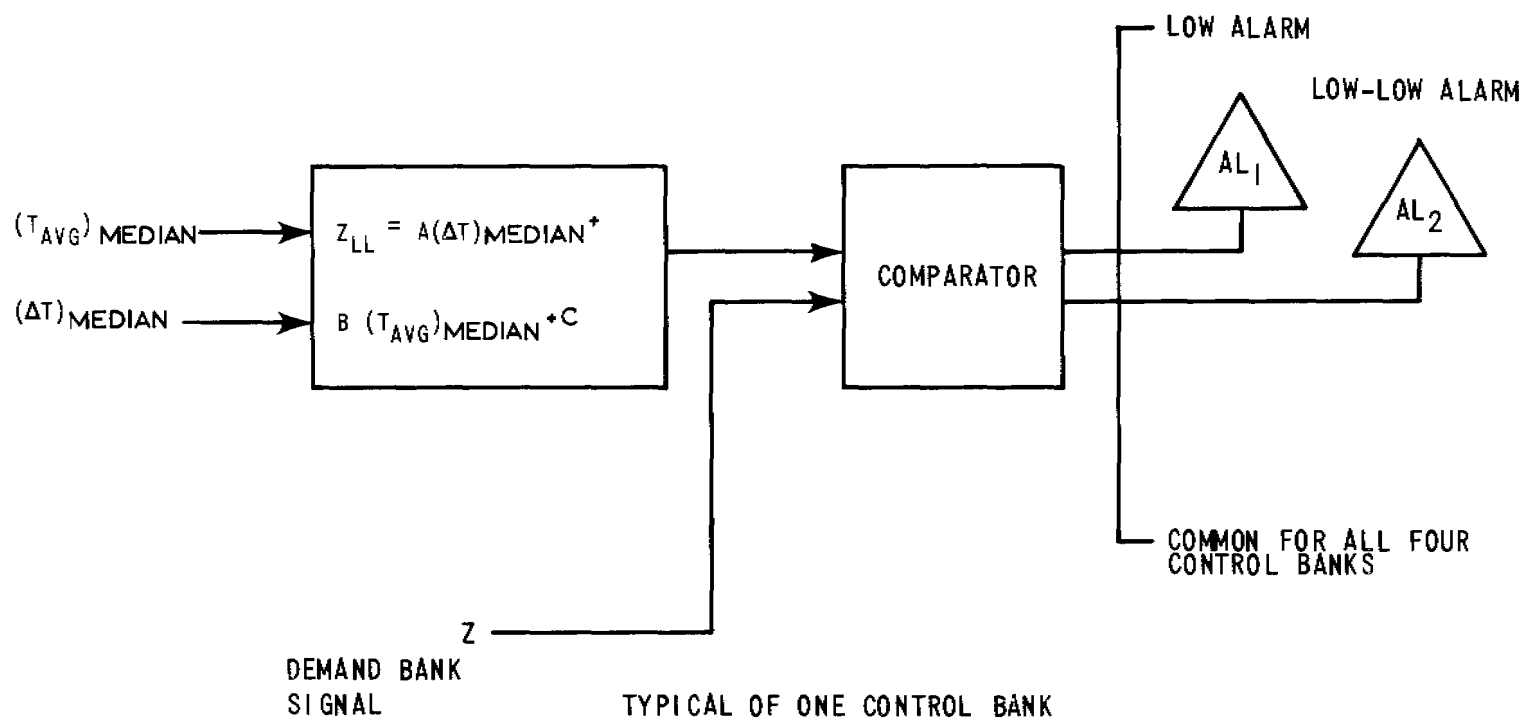 LOW ALARM
LOW-LOW ALARM
AL1
AL2
(TAVG)MEDIAN
ZLL = A(ΔT)MEDIAN+
(ΔT)MEDIAN
B (TAVG)MEDIAN+C
COMPARATOR
COMMON FOR ALL FOUR
CONTROL BANKS
Z
DEMAND BANK
SIGNAL
TYPICAL OF ONE CONTROL BANK